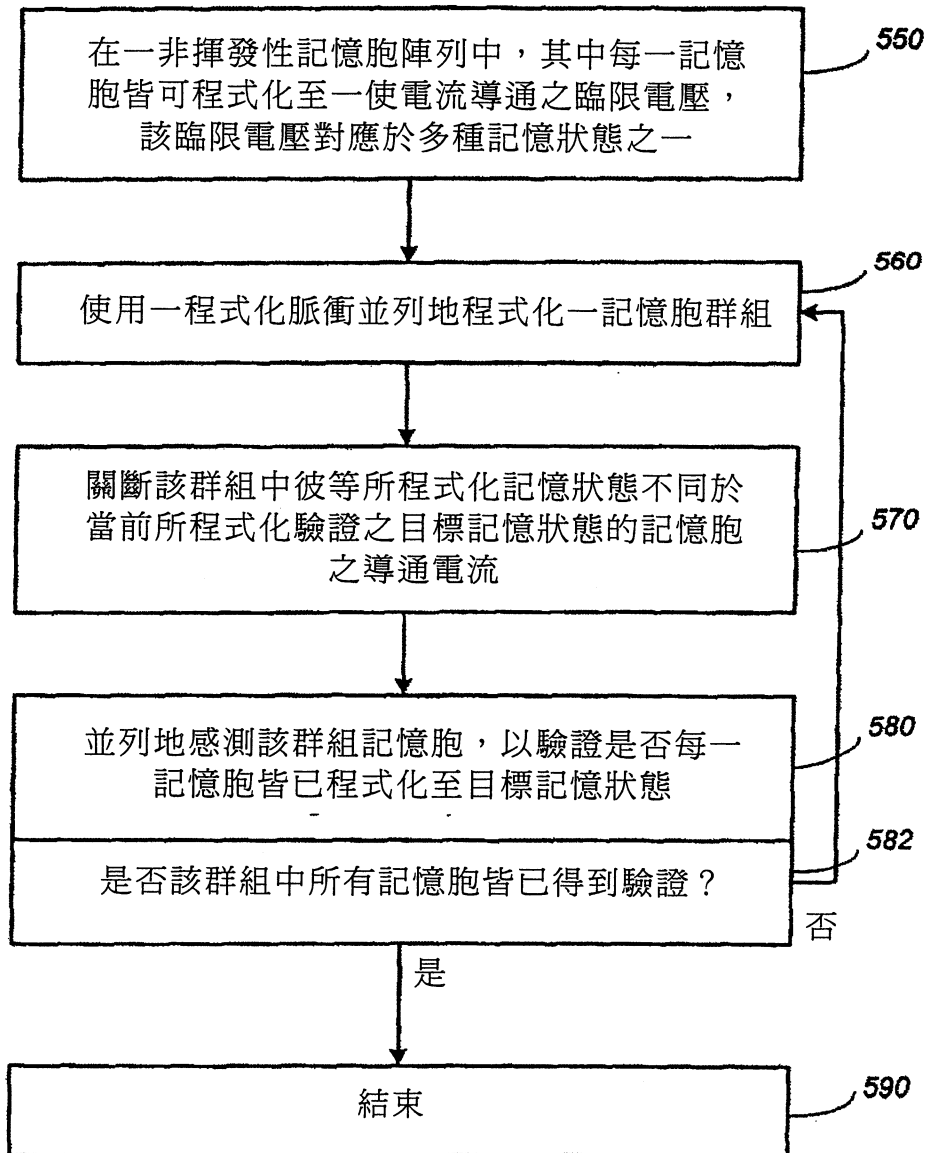 在一非揮發性記憶胞陣列中，其中每一記憶
胞皆可程式化至一使電流導通之臨限電壓，
該臨限電壓對應於多種記憶狀態之一
550
560
使用一程式化脈衝並列地程式化一記憶胞群組
關斷該群組中彼等所程式化記憶狀態不同於
當前所程式化驗證之目標記憶狀態的記憶胞
之導通電流
570
並列地感測該群組記憶胞，以驗證是否每一
記憶胞皆已程式化至目標記憶狀態
580
是否該群組中所有記憶胞皆已得到驗證？
582
否
是
結束
590